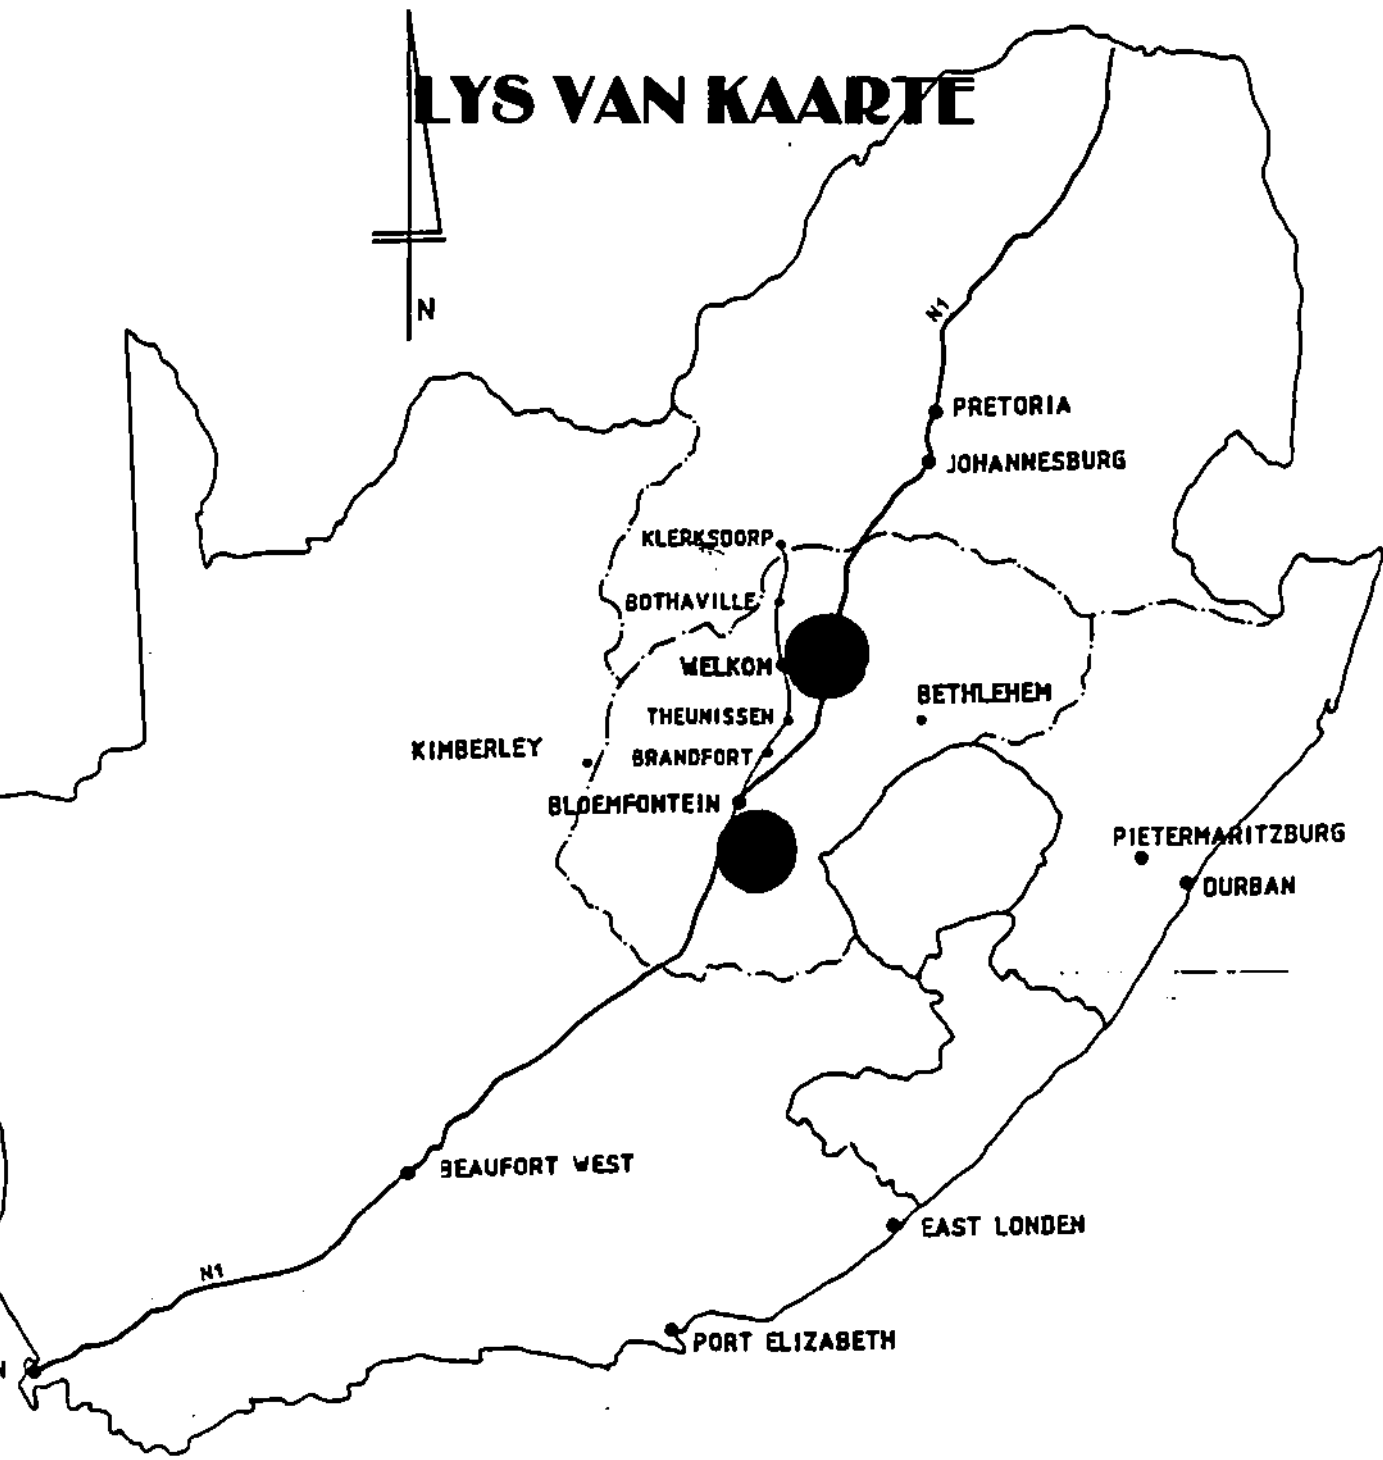 LYS VAN KAARTE
N
N1
PRETORIA
JOHANNESBURG
KLERKSDORP
BOTHAVILLE
WELKOM
BETHLEHEM
THEUNISSEN
KIMBERLEY
BRANDFORT
BLOEMFONTEIN
PIETERMARITZBURG
DURBAN
BEAUFORT WEST
EAST LONDEN
N1
PORT ELIZABETH
N